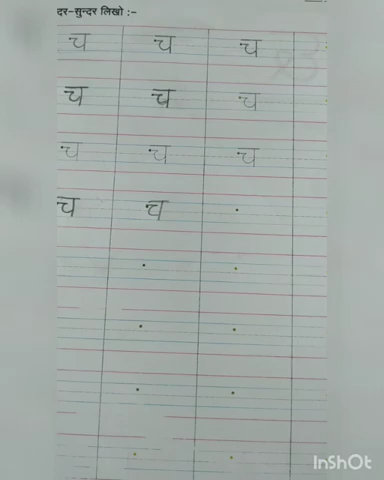 दर-सुन्दर लिखो :-
च च च
च च च
च च च
च च
InShOt